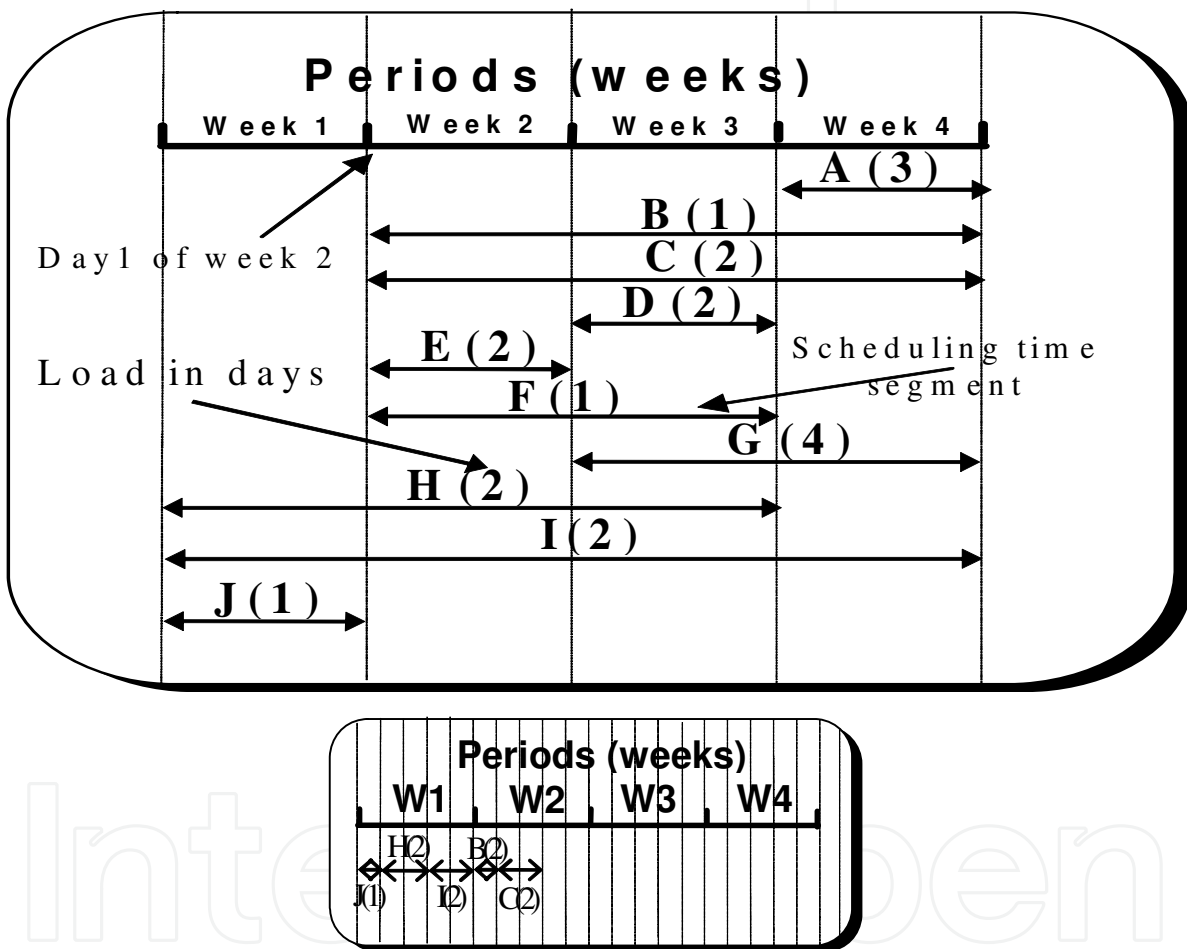 Periods (weeks)
Week 1 Week 2 Week 3 Week 4
A (3)
B (1)
Day1 of week 2
C (2)
D (2)
E (2)
Scheduling time
segment
Load in days
F (1)
G (4)
H (2)
I (2)
J (1)
Periods (weeks)
W1 W2 W3 W4
H(2) B(2)
J(1) I(2) C(2)